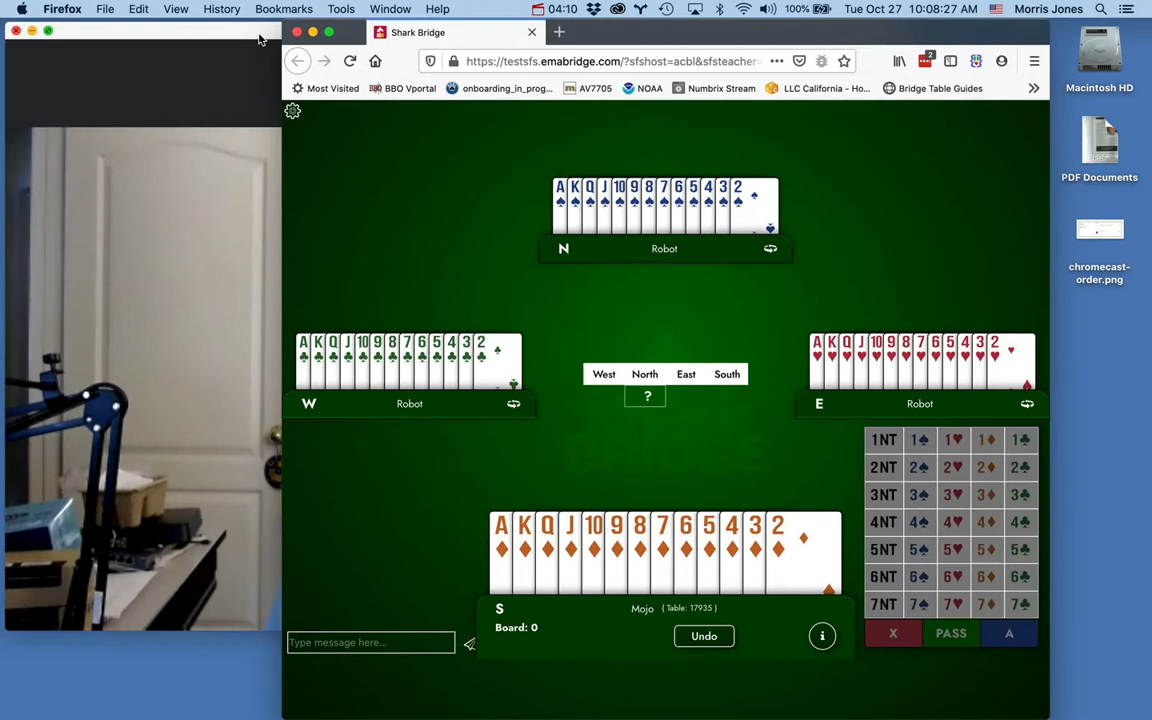 Firefox File Edit View History Bookmarks Tools Window Help 04:10 100% Tue Oct 27 10:08:27 AM Morris Jones
Shark Bridge
https://testsfs.emabridge.com/?sfshost=acbl&sfsteacher= 2
Most Visited BBO Vportal onboarding_in_prog... AV AV7705 NOAA Numbrix Stream LLC California - Ho... Bridge Table Guides
Macintosh HD
PDF
PDF Documents
chromecast-
order.png
A K Q J 10 9 8 7 6 5 4 3 2
N Robot
A K Q J 10 9 8 7 6 5 4 3 2
W Robot
West North East South
?
A K Q J 10 9 8 7 6 5 4 3 2
E Robot
1NT 1♠ 1♥ 1♦ 1♣
2NT 2♠ 2♥ 2♦ 2♣
3NT 3♠ 3♥ 3♦ 3♣
4NT 4♠ 4♥ 4♦ 4♣
5NT 5♠ 5♥ 5♦ 5♣
6NT 6♠ 6♥ 6♦ 6♣
7NT 7♠ 7♥ 7♦ 7♣
X PASS A
A K Q J 10 9 8 7 6 5 4 3 2
S Mojo ( Table: 17935 )
Board: 0 Undo i
Type message here...